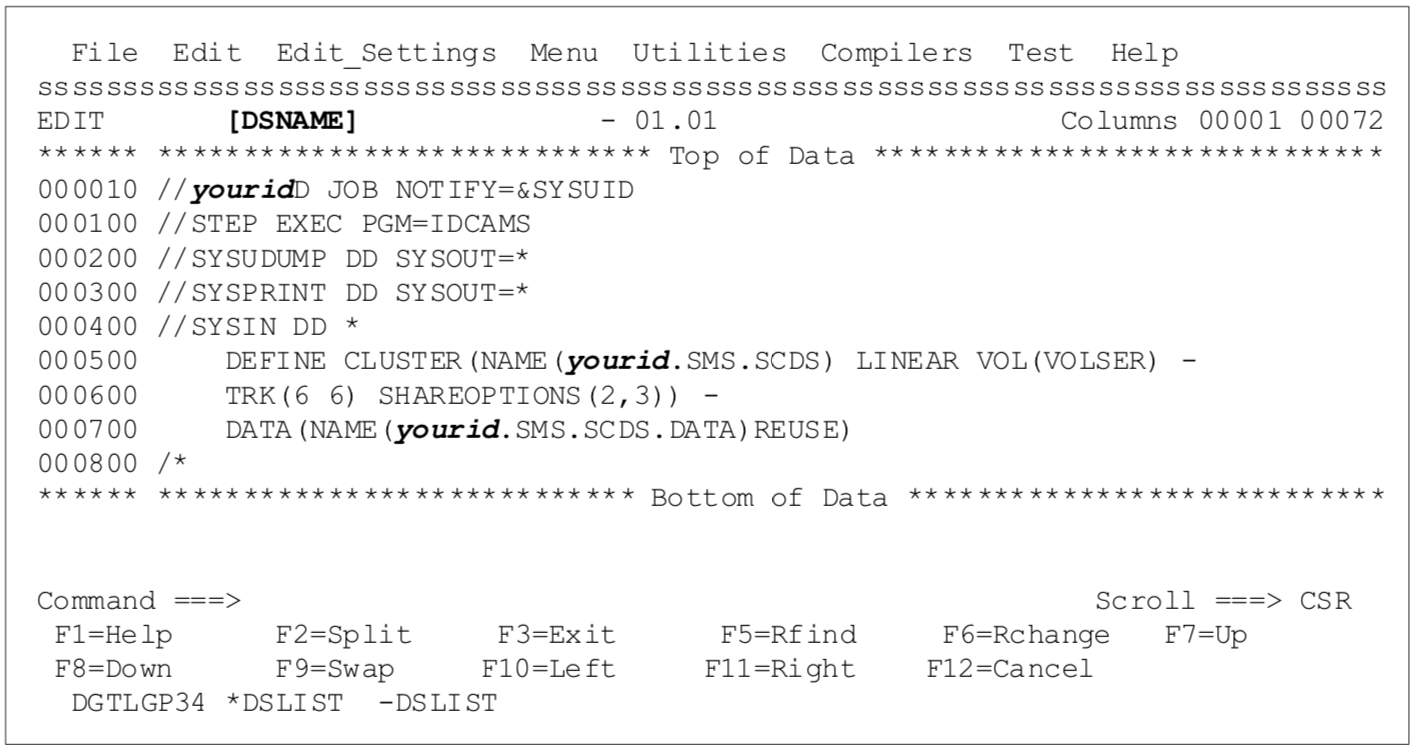 File Edit Edit_Settings Menu Utilities Compilers Test Help
sssssssssssssssssssssssssssssssssssssssssssssssssssssssssssssssssssssssssssssss
EDIT [DSNAME] - 01.01 Columns 00001 00072
****** ***************************** Top of Data ******************************
000010 //youridD JOB NOTIFY=&SYSUID
000100 //STEP EXEC PGM=IDCAMS
000200 //SYSUDUMP DD SYSOUT=*
000300 //SYSPRINT DD SYSOUT=*
000400 //SYSIN DD *
000500 DEFINE CLUSTER(NAME(yourid.SMS.SCDS) LINEAR VOL(VOLSER) -
000600 TRK(6 6) SHAREOPTIONS(2,3)) -
000700 DATA(NAME(yourid.SMS.SCDS.DATA)REUSE)
000800 /*
****** **************************** Bottom of Data ****************************
Command ===> Scroll ===> CSR
F1=Help F2=Split F3=Exit F5=Rfind F6=Rchange F7=Up
F8=Down F9=Swap F10=Left F11=Right F12=Cancel
DGTLGP34 *DSLIST -DSLIST